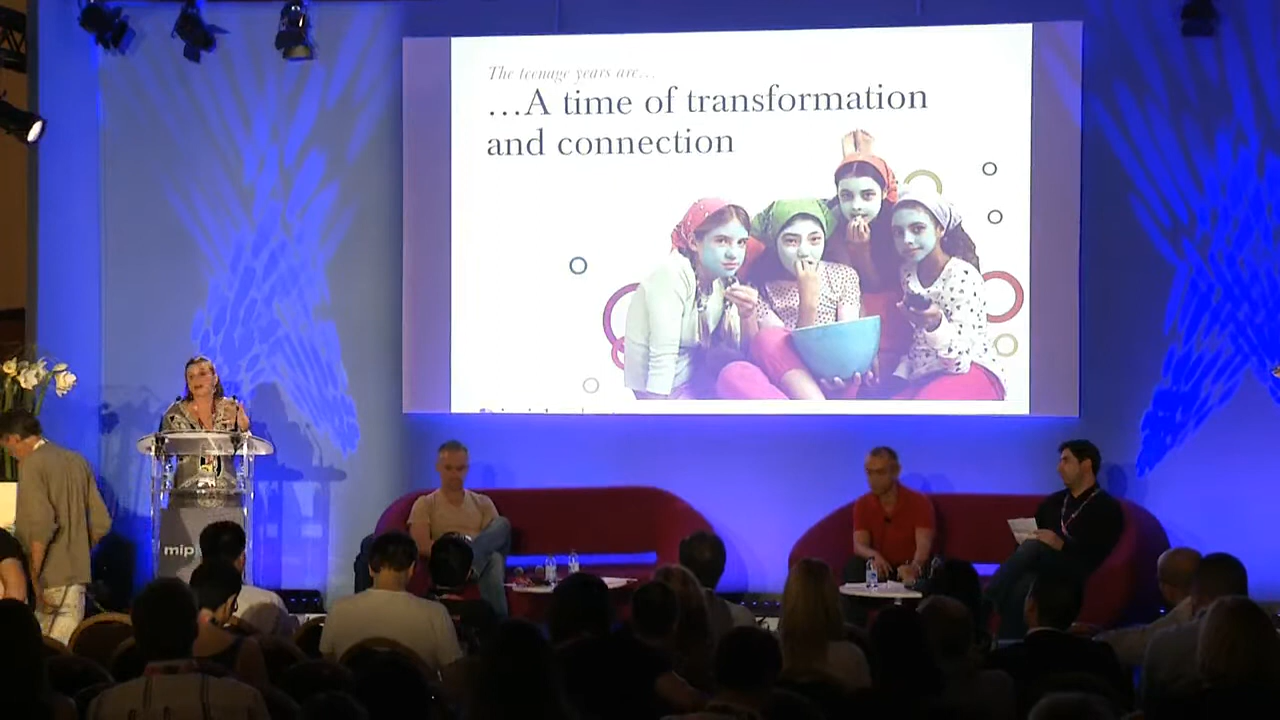 The teenage years are...
...A time of transformation
and connection
mip